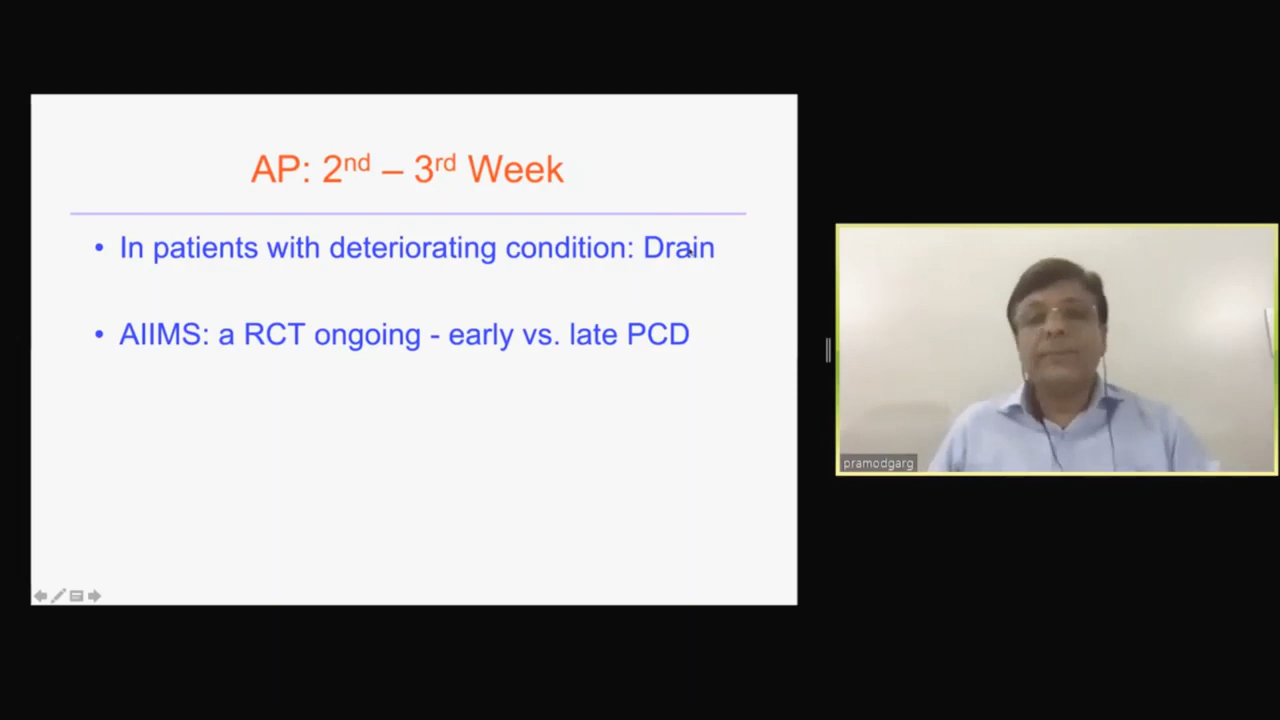 AP: 2nd – 3rd Week
• In patients with deteriorating condition: Drain
• AIIMS: a RCT ongoing - early vs. late PCD
pramodgarg